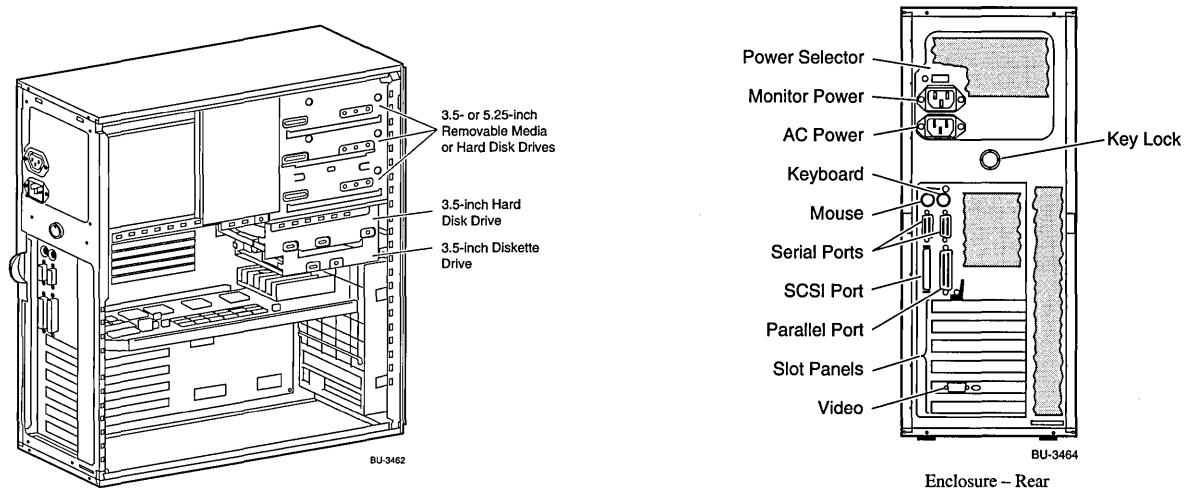 3.5- or 5.25-inch
Removable Media
or Hard Disk Drives
3.5-inch Hard
Disk Drive
3.5-inch Diskette
Drive
BU-3462
Power Selector
Monitor Power
AC Power
Key Lock
Keyboard
Mouse
Serial Ports
SCSI Port
Parallel Port
Slot Panels
Video
BU-3464
Enclosure – Rear